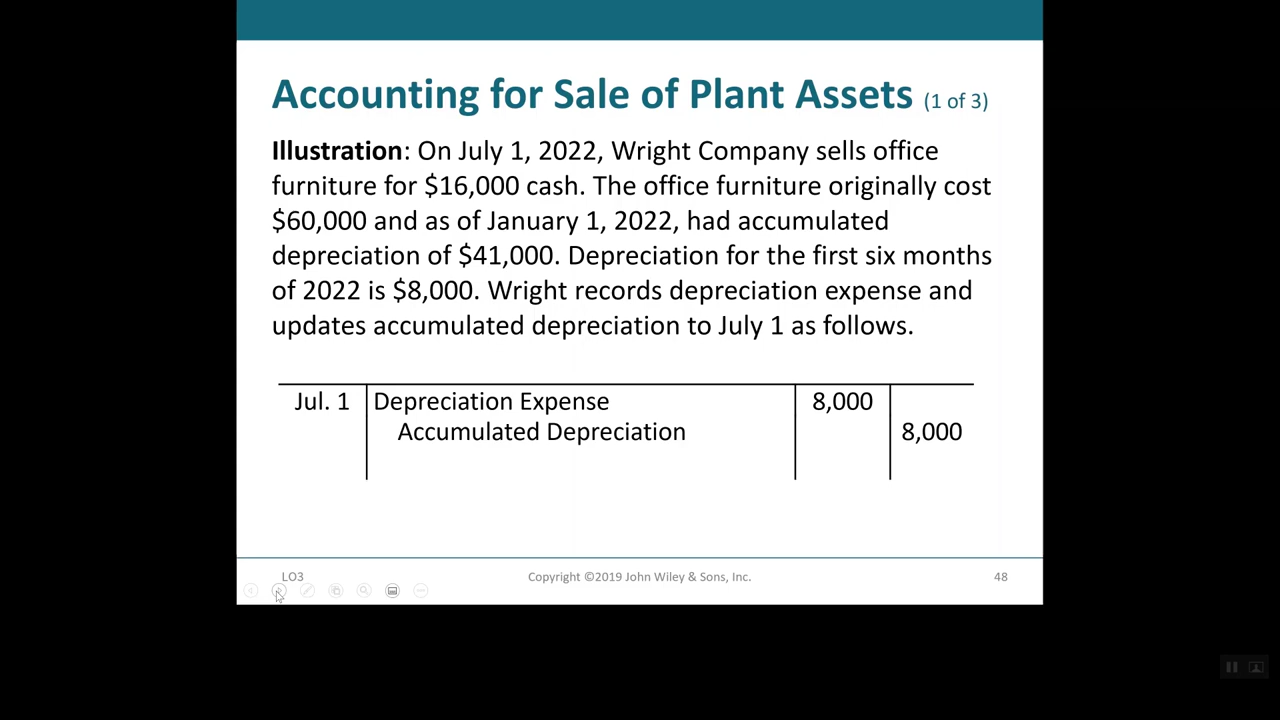 Accounting for Sale of Plant Assets (1 of 3)
Illustration: On July 1, 2022, Wright Company sells office
furniture for $16,000 cash. The office furniture originally cost
$60,000 and as of January 1, 2022, had accumulated
depreciation of $41,000. Depreciation for the first six months
of 2022 is $8,000. Wright records depreciation expense and
updates accumulated depreciation to July 1 as follows.
Jul. 1 Depreciation Expense 8,000
Accumulated Depreciation 8,000
LO3 Copyright ©2019 John Wiley & Sons, Inc. 48